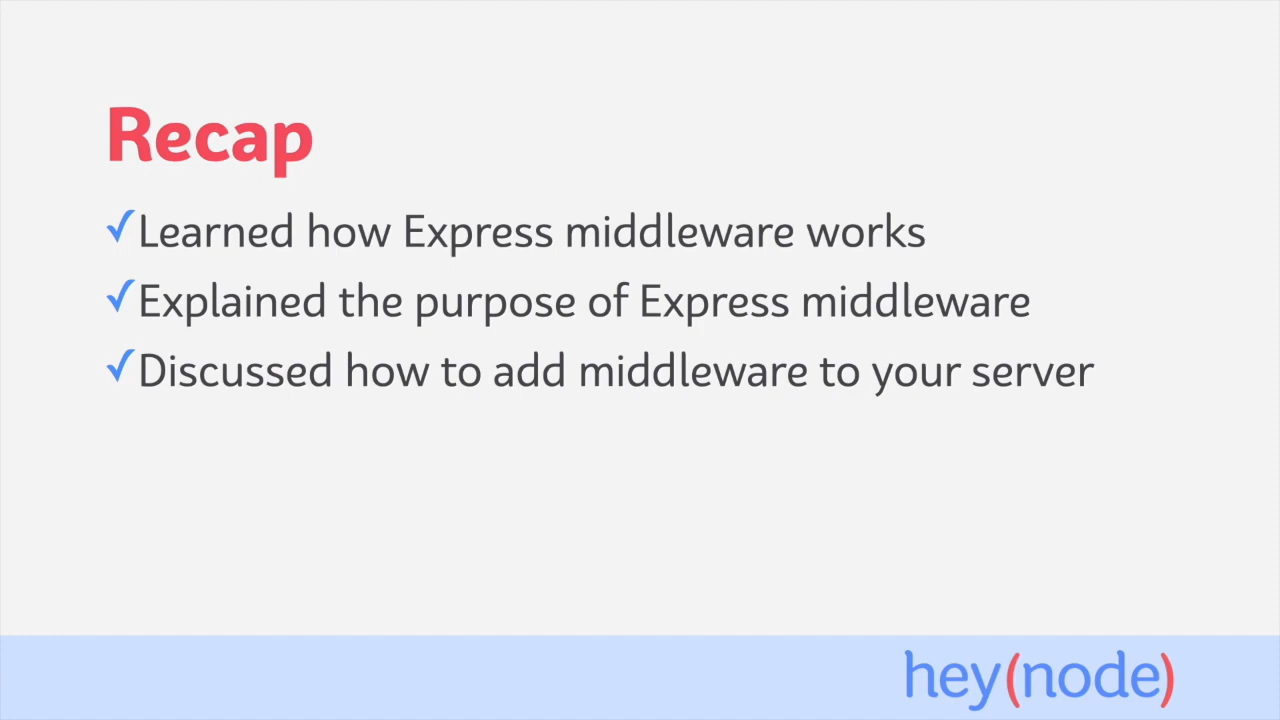 Recap
✓Learned how Express middleware works
✓Explained the purpose of Express middleware
✓Discussed how to add middleware to your server
hey(node)